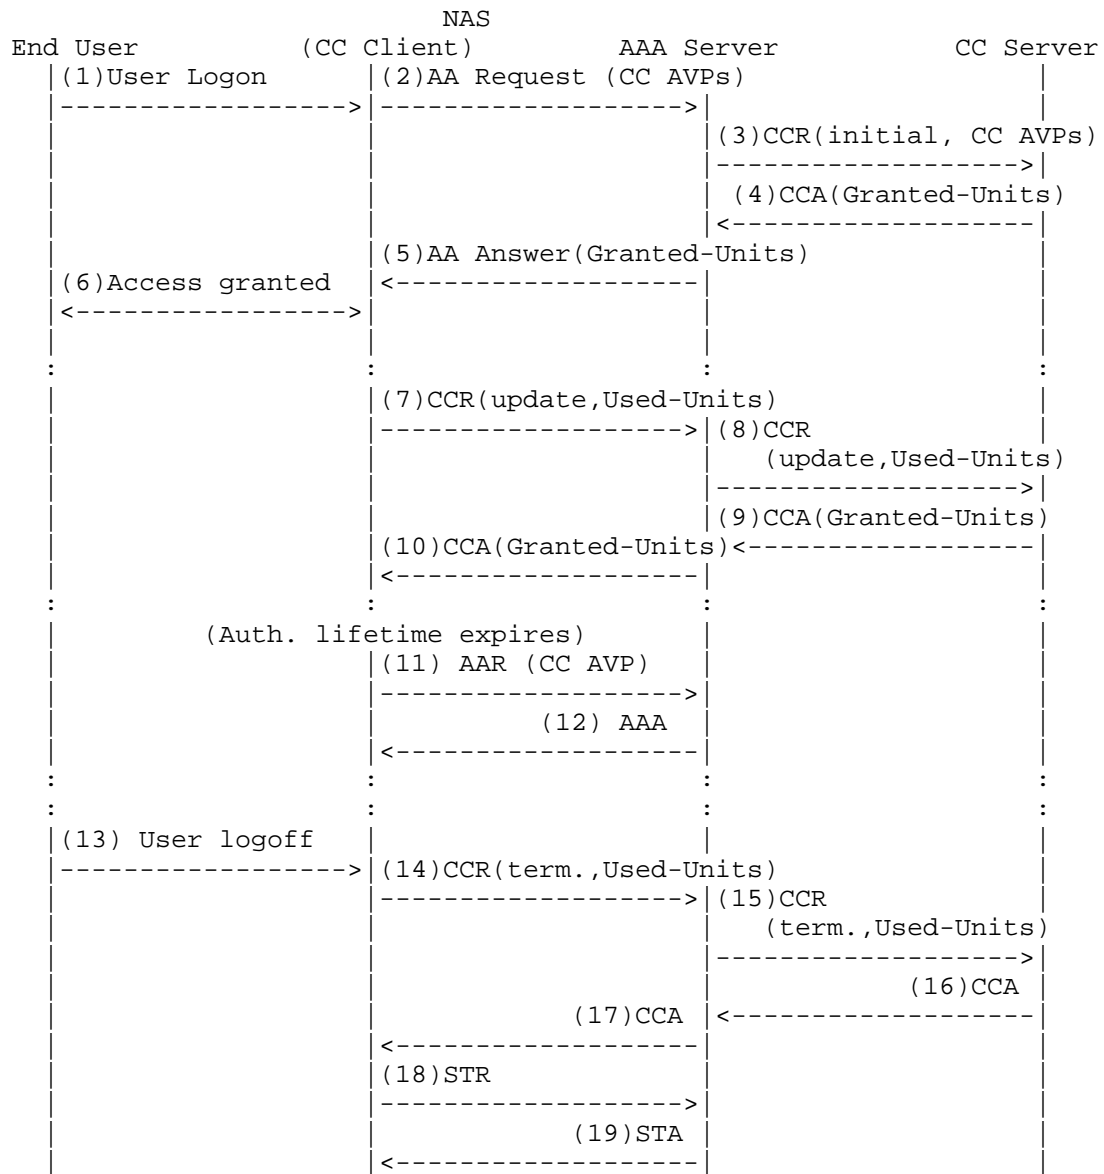 NAS
End User (CC Client) AAA Server CC Server
(1)User Logon (2)AA Request (CC AVPs)
(3)CCR(initial, CC AVPs)
(4)CCA(Granted-Units)
(5)AA Answer(Granted-Units)
(6)Access granted
(7)CCR(update,Used-Units)
(8)CCR
(update,Used-Units)
(9)CCA(Granted-Units)
(10)CCA(Granted-Units)
(Auth. lifetime expires)
(11) AAR (CC AVP)
(12) AAA
(13) User logoff
(14)CCR(term.,Used-Units)
(15)CCR
(term.,Used-Units)
(16)CCA
(17)CCA
(18)STR
(19)STA